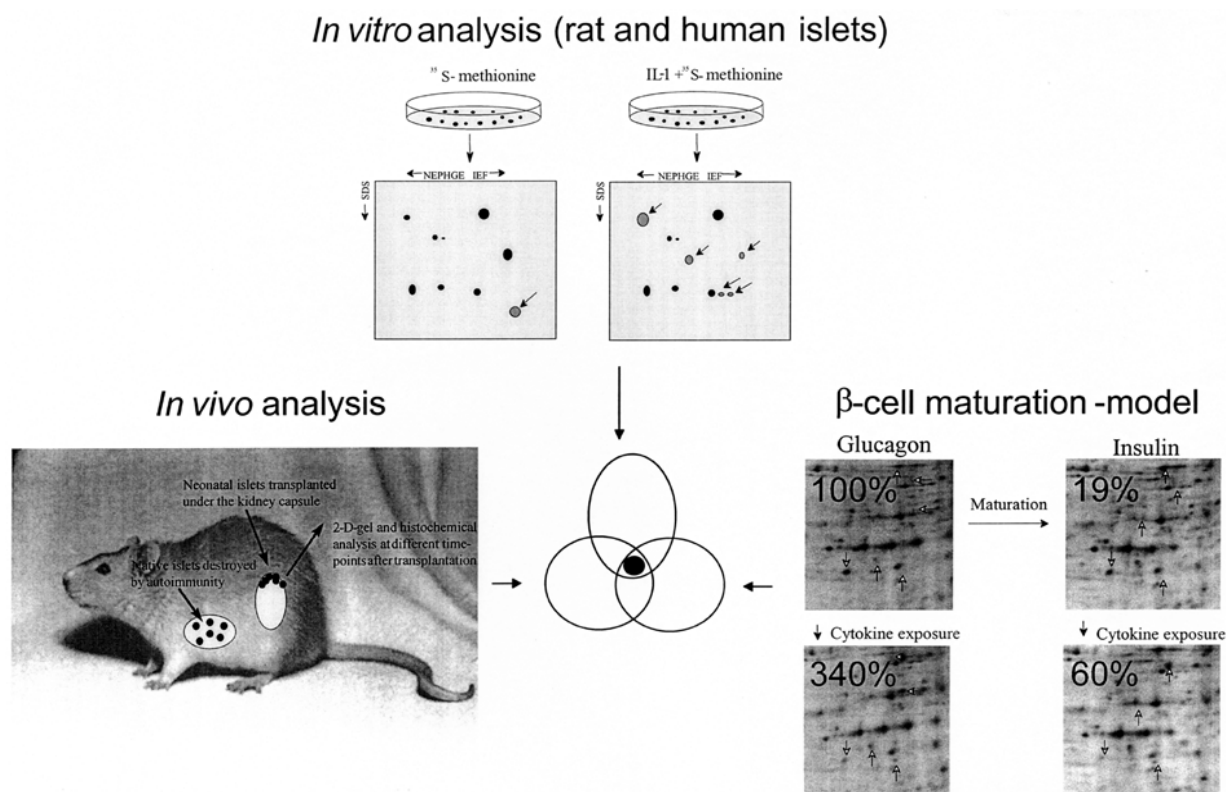 In vitro analysis (rat and human islets)
35 S- methionine
IL-1 + 35 S- methionine
NEPHGE IEF
SDS
NEPHGE IEF
SDS
In vivo analysis
Neonatal islets transplanted
under the kidney capsule
2-D-gel and histochemical
analysis at different time-
points after transplantation
Native islets destroyed
by autoimmunity
β-cell maturation -model
Glucagon
Insulin
100%
Maturation
19%
Cytokine exposure
Cytokine exposure
340%
60%